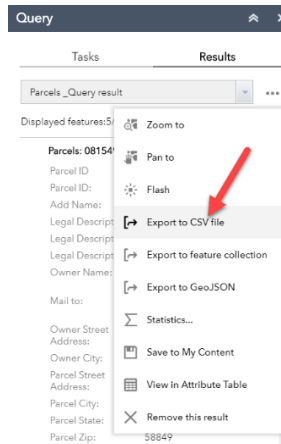 Query
Tasks Results
Parcels _Query result
Displayed features:5/
Zoom to
Parcels: 08154
Pan to
Parcel ID
Parcel ID:
Flash
Add Name:
Legal Descript
Export to CSV file
Legal Descript
Legal Descript
Export to feature collection
Owner Name:
Export to GeoJSON
Mail to:
Statistics...
Owner Street
Address:
Save to My Content
Owner City:
Parcel Street
Address:
View in Attribute Table
Parcel City:
Parcel State:
Remove this result
Parcel Zip: 58849